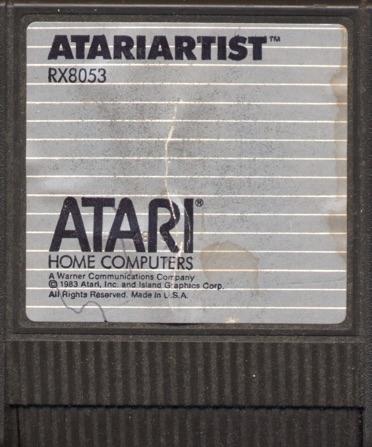 ATARIARTIST™
RX8053
ATARI®
HOME COMPUTERS
A Warner Communications Company
© 1983 Atari, Inc. and Island Graphics Corp.
All Rights Reserved. Made in U.S.A.